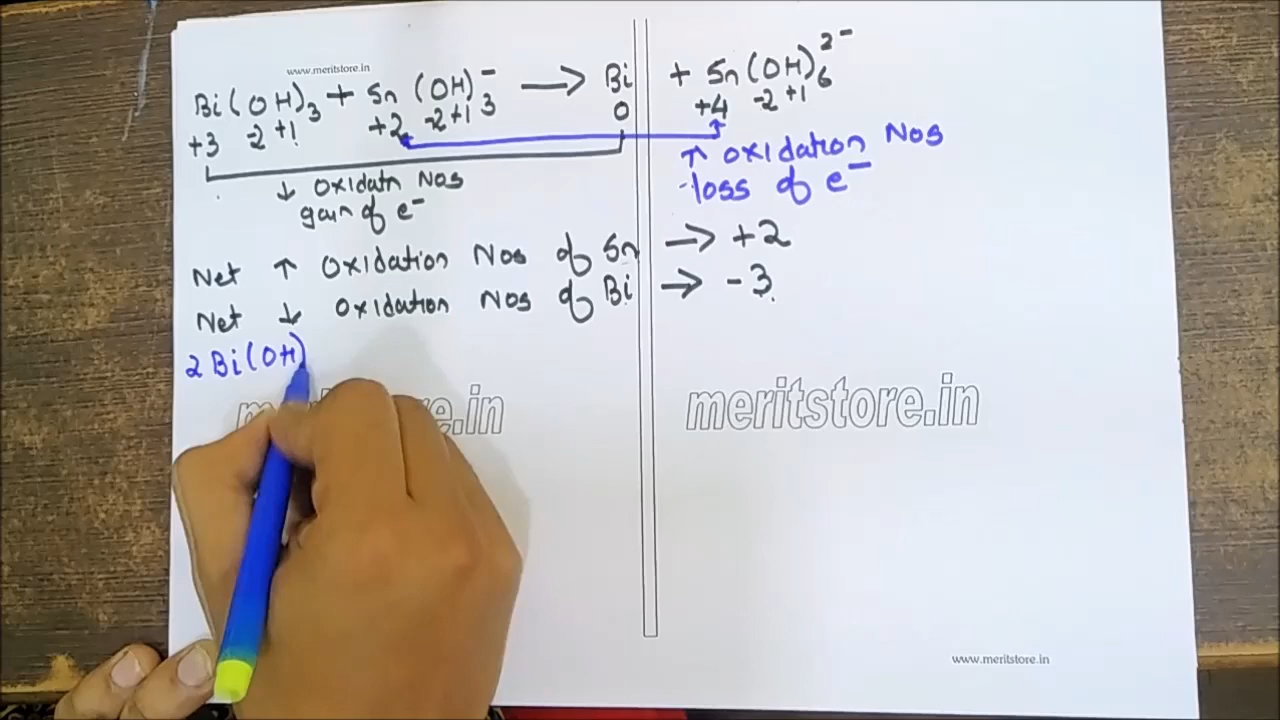 www.meritstore.in
Bi(OH)₃ + Sn(OH)₃⁻ → Bi + Sn(OH)₆²⁻
+3 -2 +1 +2 -2 +1 0 +4 -2 +1
↑ Oxidation Nos
-loss of e⁻
↓ Oxidatn Nos
gain of e⁻
Net ↑ Oxidation Nos of Sn → +2
Net ↓ Oxidation Nos of Bi → -3
2Bi(OH)
meritstore.in
www.meritstore.in